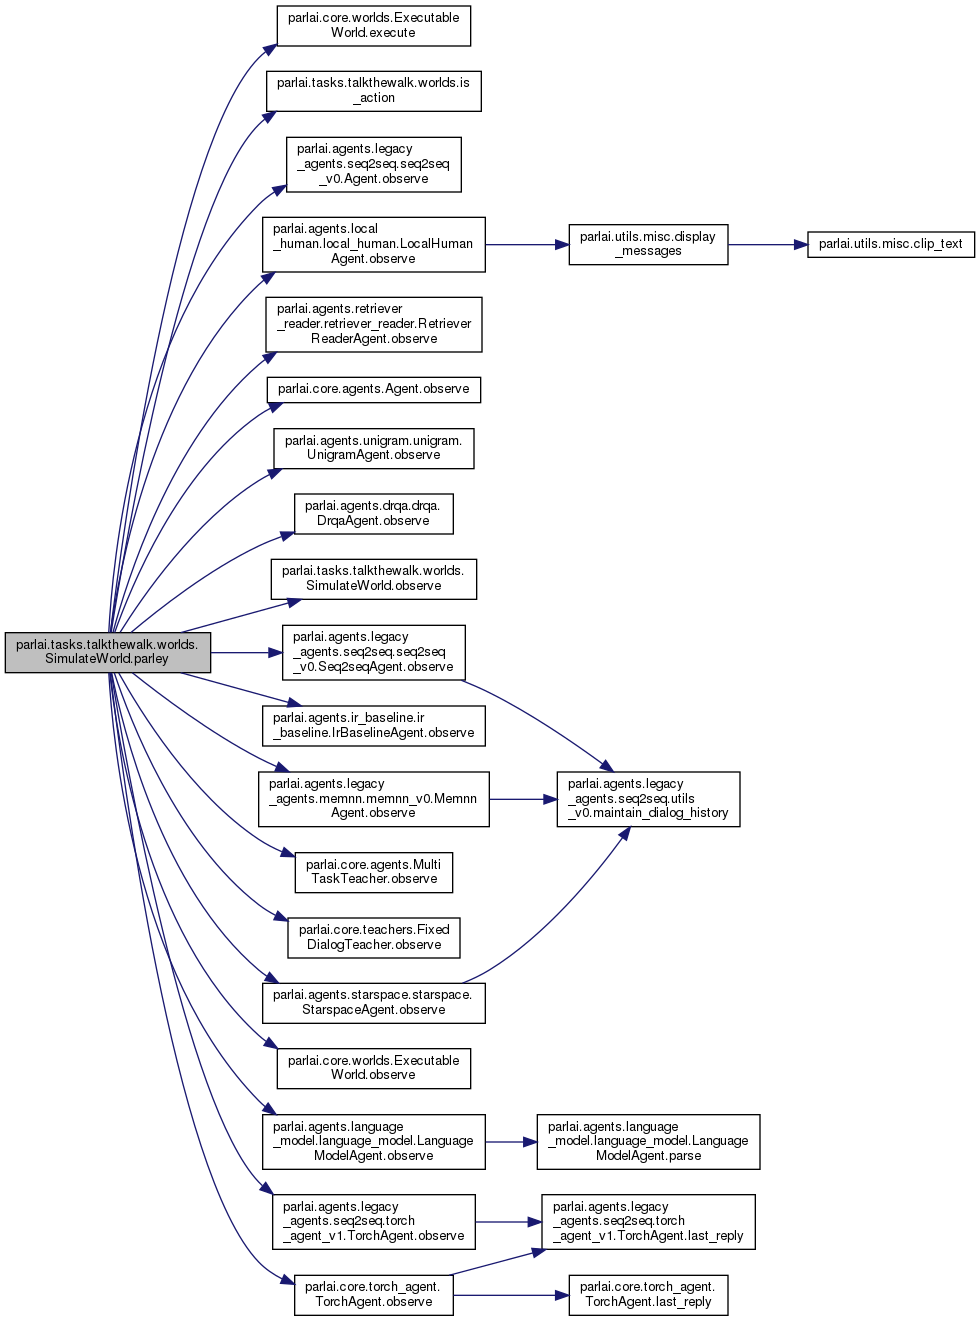 parlai.core.worlds.Executable
World.execute
parlai.tasks.talkthewalk.worlds.is
_action
parlai.agents.legacy
_agents.seq2seq.seq2seq
_v0.Agent.observe
parlai.agents.local
_human.local_human.LocalHuman
Agent.observe
parlai.utils.misc.display
_messages
parlai.utils.misc.clip_text
parlai.agents.retriever
_reader.retriever_reader.Retriever
ReaderAgent.observe
parlai.core.agents.Agent.observe
parlai.agents.unigram.unigram.
UnigramAgent.observe
parlai.agents.drqa.drqa.
DrqaAgent.observe
parlai.tasks.talkthewalk.worlds.
SimulateWorld.observe
parlai.tasks.talkthewalk.worlds.
SimulateWorld.parley
parlai.agents.legacy
_agents.seq2seq.seq2seq
_v0.Seq2seqAgent.observe
parlai.agents.ir_baseline.ir
_baseline.IrBaselineAgent.observe
parlai.agents.legacy
_agents.memnn.memnn_v0.Memnn
Agent.observe
parlai.agents.legacy
_agents.seq2seq.utils
_v0.maintain_dialog_history
parlai.core.agents.Multi
TaskTeacher.observe
parlai.core.teachers.Fixed
DialogTeacher.observe
parlai.agents.starspace.starspace.
StarspaceAgent.observe
parlai.core.worlds.Executable
World.observe
parlai.agents.language
_model.language_model.Language
ModelAgent.observe
parlai.agents.language
_model.language_model.Language
ModelAgent.parse
parlai.agents.legacy
_agents.seq2seq.torch
_agent_v1.TorchAgent.observe
parlai.agents.legacy
_agents.seq2seq.torch
_agent_v1.TorchAgent.last_reply
parlai.core.torch_agent.
TorchAgent.observe
parlai.core.torch_agent.
TorchAgent.last_reply